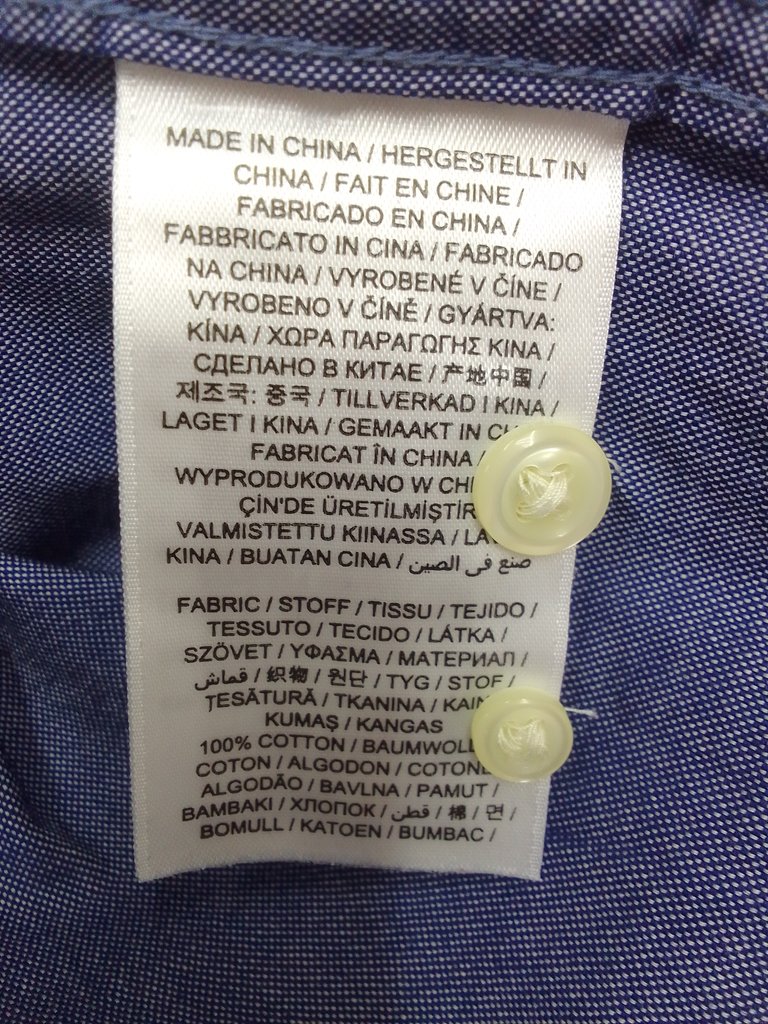 MADE IN CHINA / HERGESTELLT IN
CHINA / FAIT EN CHINE /
FABRICADO EN CHINA /
FABBRICATO IN CINA / FABRICADO
NA CHINA / VYROBENÉ V ČÍNE /
VYROBENO V ČÍNĚ / GYÁRTVA:
KÍNA / ΧΩΡΑ ΠΑΡΑΓΩΓΗΣ ΚΙΝΑ /
СДЕЛАНО В КИТАЕ / 产地中国 /
제조국: 중국 / TILLVERKAD I KINA /
LAGET I KINA / GEMAAKT IN
FABRICAT ÎN CHINA /
WYPRODUKOWANO W
ÇİN'DE ÜRETİLMİŞTİR
VALMISTETTU KIINASSA /
KINA / BUATAN CINA / صنع في الصين
FABRIC / STOFF / TISSU / TEJIDO /
TESSUTO / TECIDO / LÁTKA /
SZÖVET / ΥΦΑΣΜΑ / МАТЕРИАЛ /
قماش / 织物 / 원단 / TYG / STOF /
ŢESĂTURĂ / TKANINA /
KUMAŞ / KANGAS
100% COTTON /
COTON / ALGODON /
ALGODÃO / BAVLNA / PAMUT /
BAMBAKI / ХЛОПОК / قطن / 棉 / 면 /
BOMULL / KATOEN / BUMBAC /